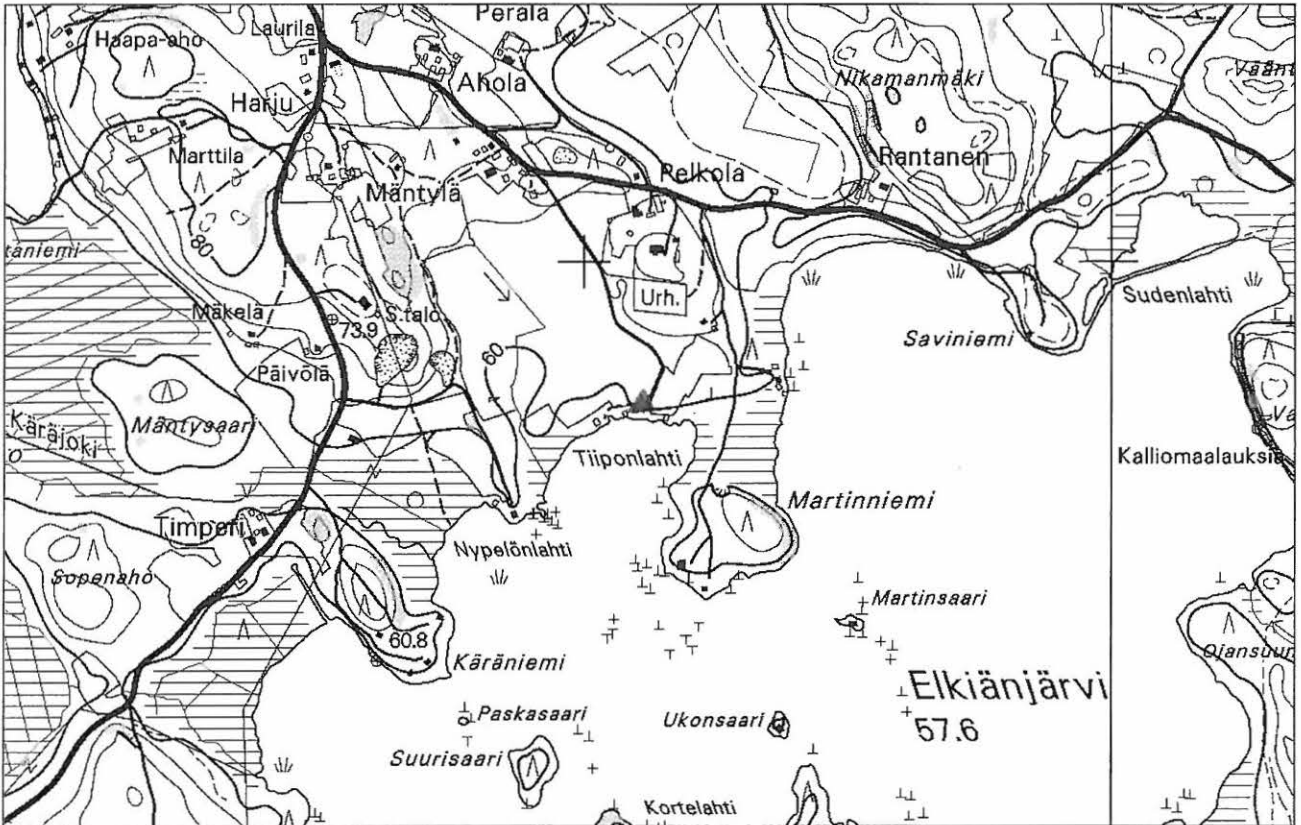 Perälä
Laurila
Haapa-aho
Ahola
Nikamanmäki
Harju
Marttila
Rantanen
Mäntylä
Pelkola
80
taniemi
Urh.
Sudenlahti
Mäkelä
73.9
S.talo
Saviniemi
60
Päivölä
Mäntysaari
Käräjoki
Tiiponlahti
Kalliomaalauksia
Martinniemi
Timperi
Nypelönlahti
Sopenaho
Martinsaari
60.8
Käräniemi
Ojansuun
Elkiänjärvi
57.6
Paskasaari
Ukonsaari
Suurisaari
Kortelahti